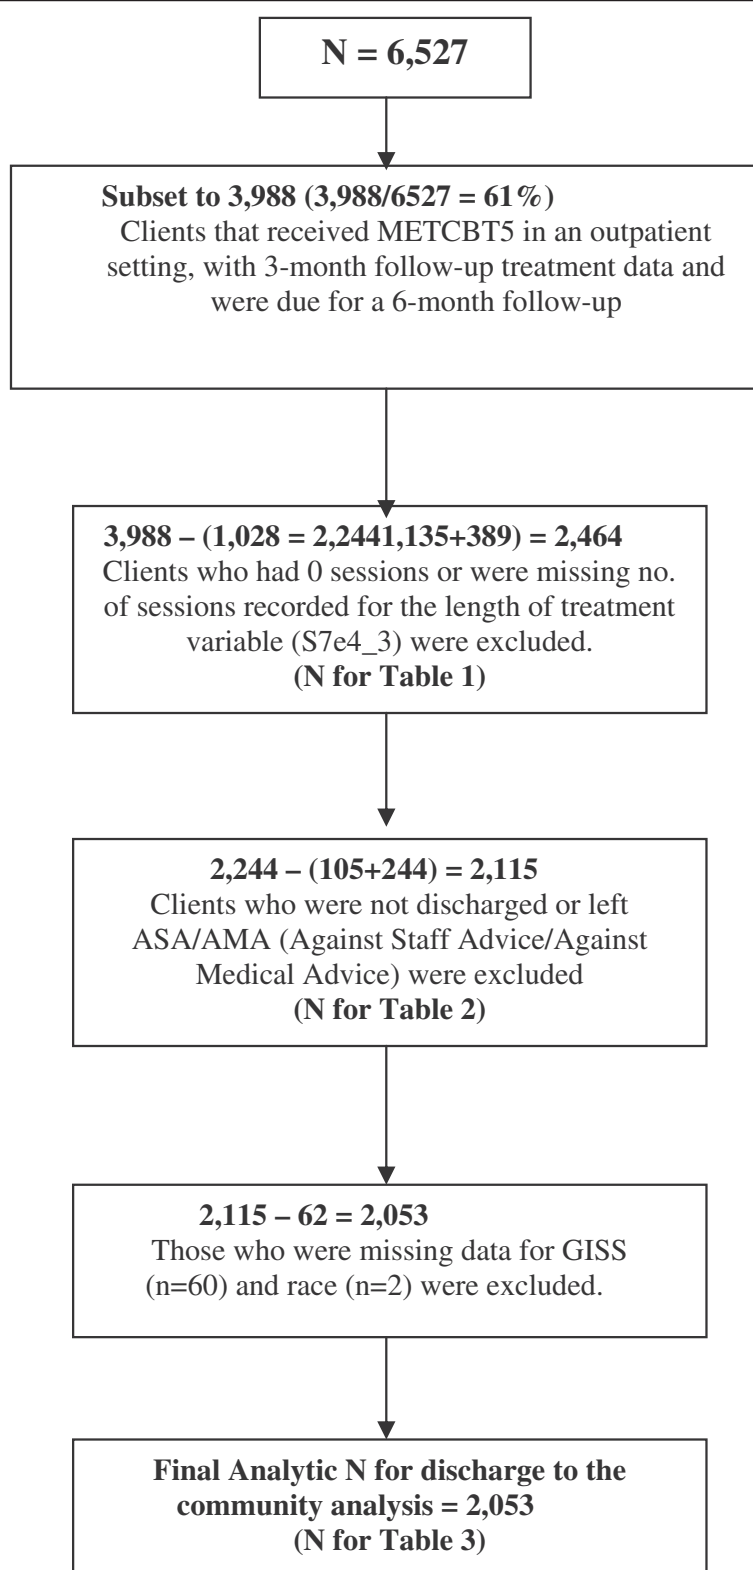 N = 6,527
Subset to 3,988 (3,988/6527 = 61%)
Clients that received METCBT5 in an outpatient
setting, with 3-month follow-up treatment data and
were due for a 6-month follow-up
3,988 – (1,028 = 2,2441,135+389) = 2,464
Clients who had 0 sessions or were missing no.
of sessions recorded for the length of treatment
variable (S7e4_3) were excluded.
(N for Table 1)
2,244 – (105+244) = 2,115
Clients who were not discharged or left
ASA/AMA (Against Staff Advice/Against
Medical Advice) were excluded
(N for Table 2)
2,115 – 62 = 2,053
Those who were missing data for GISS
(n=60) and race (n=2) were excluded.
Final Analytic N for discharge to the
community analysis = 2,053
(N for Table 3)